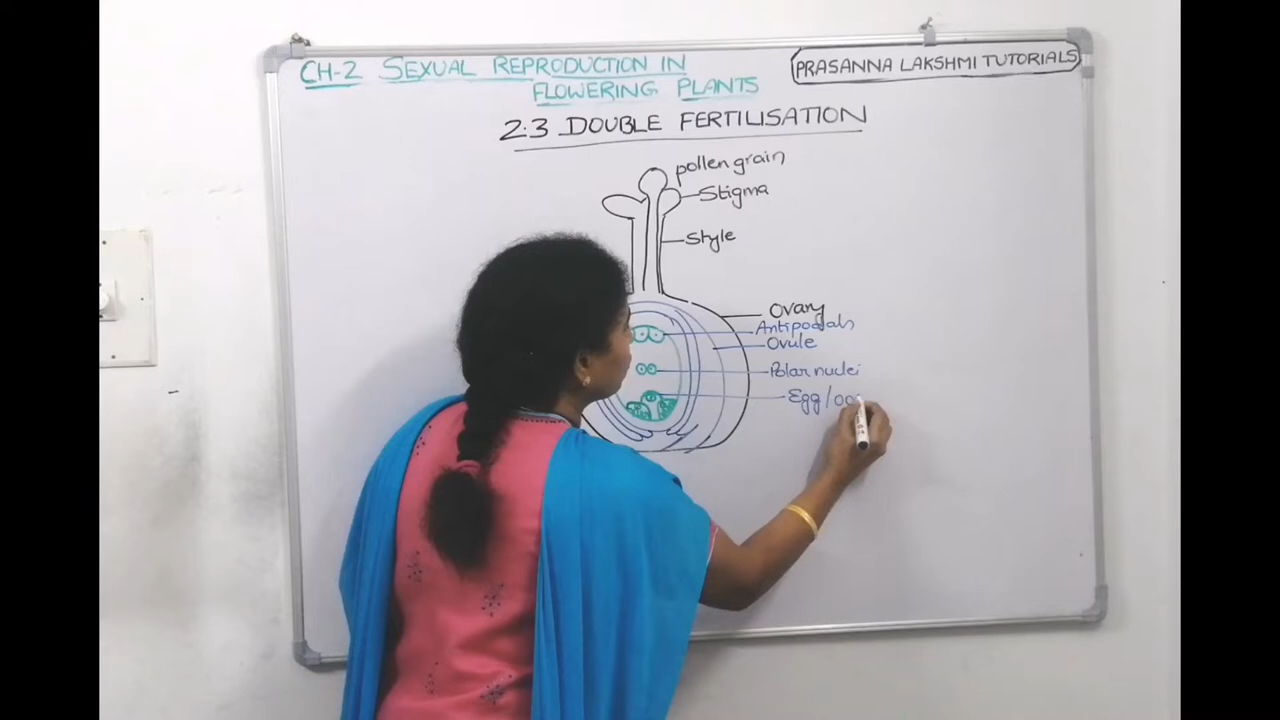 CH-2 SEXUAL REPRODUCTION IN
FLOWERING PLANTS
PRASANNA LAKSHMI TUTORIALS
2.3 DOUBLE FERTILISATION
pollen grain
Stigma
Style
Ovary
Antipodals
Ovule
Polar nuclei
Egg/oo